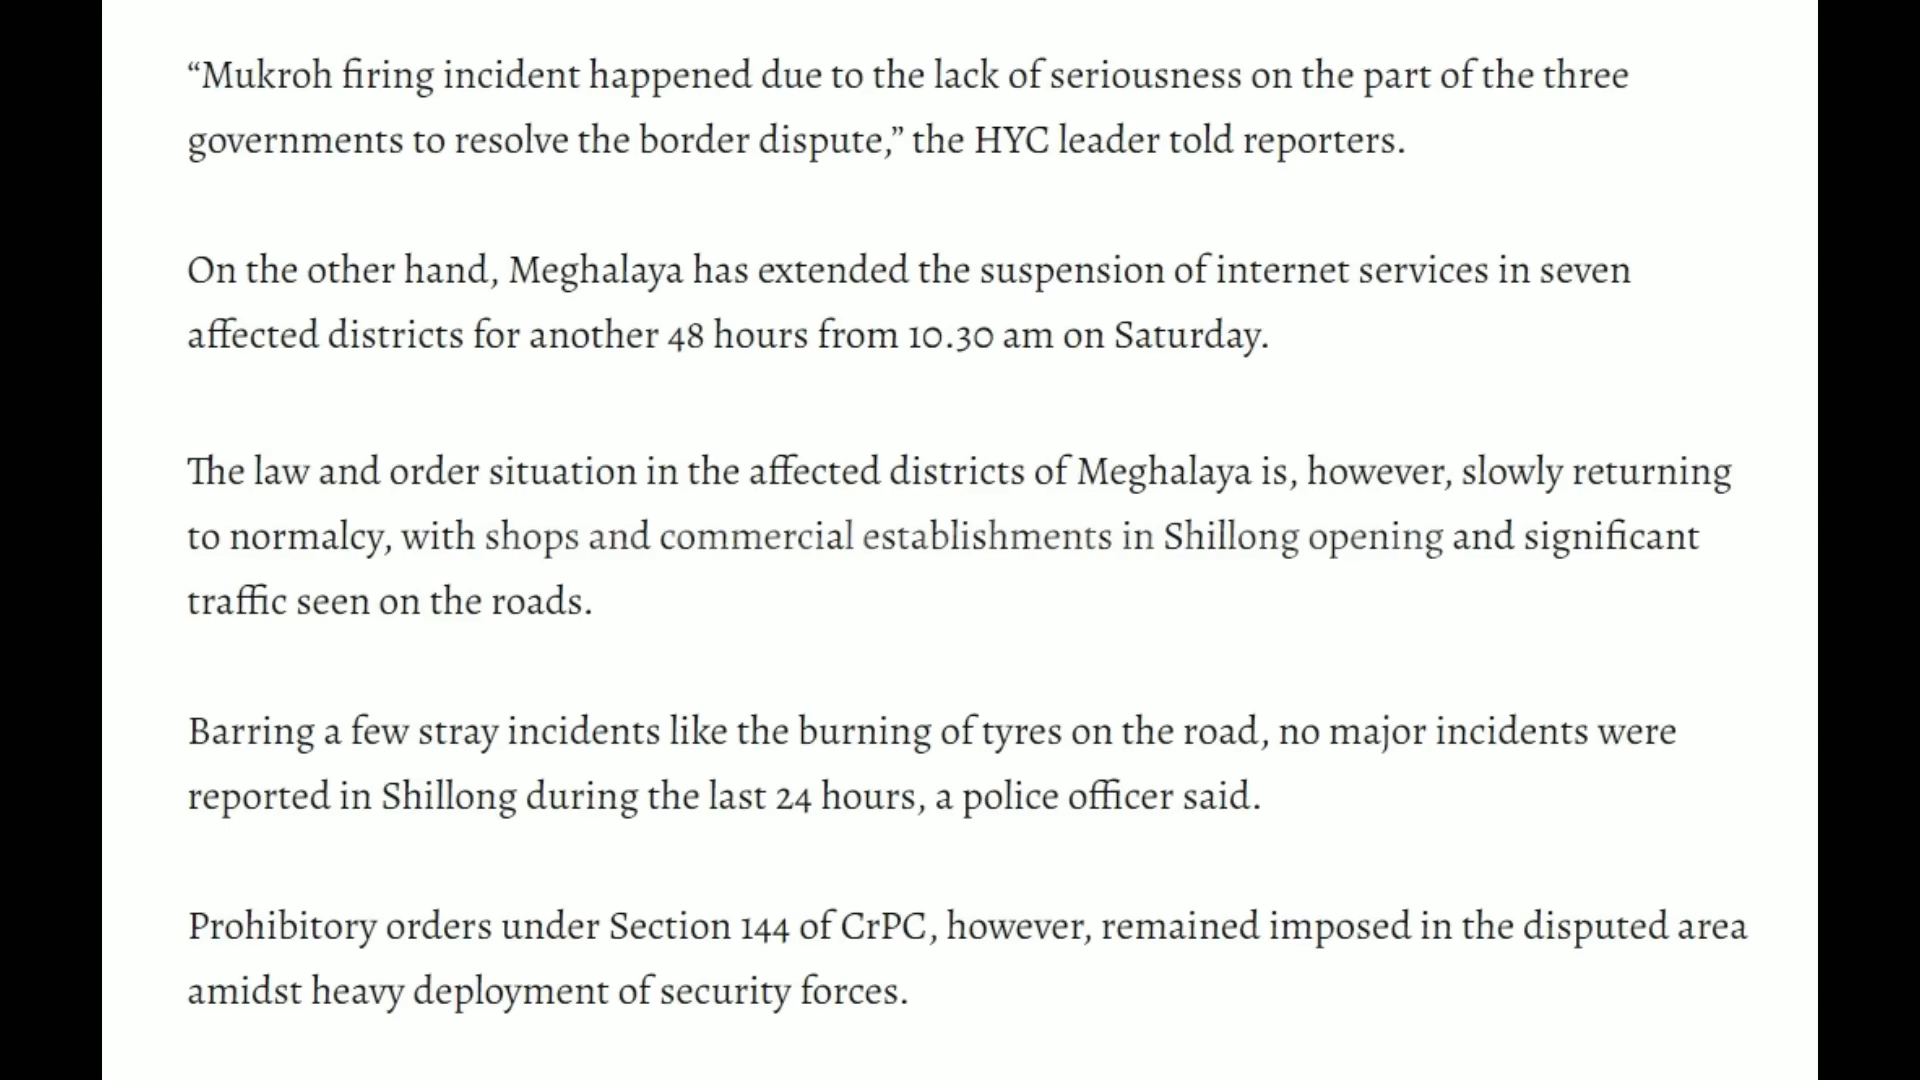 “Mukroh firing incident happened due to the lack of seriousness on the part of the three
governments to resolve the border dispute,” the HYC leader told reporters.
On the other hand, Meghalaya has extended the suspension of internet services in seven
affected districts for another 48 hours from 10.30 am on Saturday.
The law and order situation in the affected districts of Meghalaya is, however, slowly returning
to normalcy, with shops and commercial establishments in Shillong opening and significant
traffic seen on the roads.
Barring a few stray incidents like the burning of tyres on the road, no major incidents were
reported in Shillong during the last 24 hours, a police officer said.
Prohibitory orders under Section 144 of CrPC, however, remained imposed in the disputed area
amidst heavy deployment of security forces.